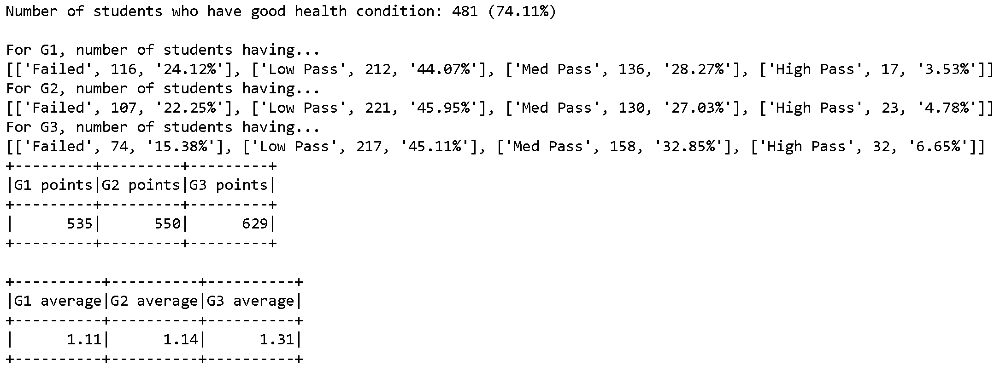 Number of students who have good health condition: 481 (74.11%)

For G1, number of students having...
[['Failed', 116, '24.12%'], ['Low Pass', 212, '44.07%'], ['Med Pass', 136, '28.27%'], ['High Pass', 17, '3.53%']]
For G2, number of students having...
[['Failed', 107, '22.25%'], ['Low Pass', 221, '45.95%'], ['Med Pass', 130, '27.03%'], ['High Pass', 23, '4.78%']]
For G3, number of students having...
[['Failed', 74, '15.38%'], ['Low Pass', 217, '45.11%'], ['Med Pass', 158, '32.85%'], ['High Pass', 32, '6.65%']]
+---------+---------+---------+
|G1 points|G2 points|G3 points|
+---------+---------+---------+
|      535|      550|      629|
+---------+---------+---------+

+----------+----------+----------+
|G1 average|G2 average|G3 average|
+----------+----------+----------+
|      1.11|      1.14|      1.31|
+----------+----------+----------+